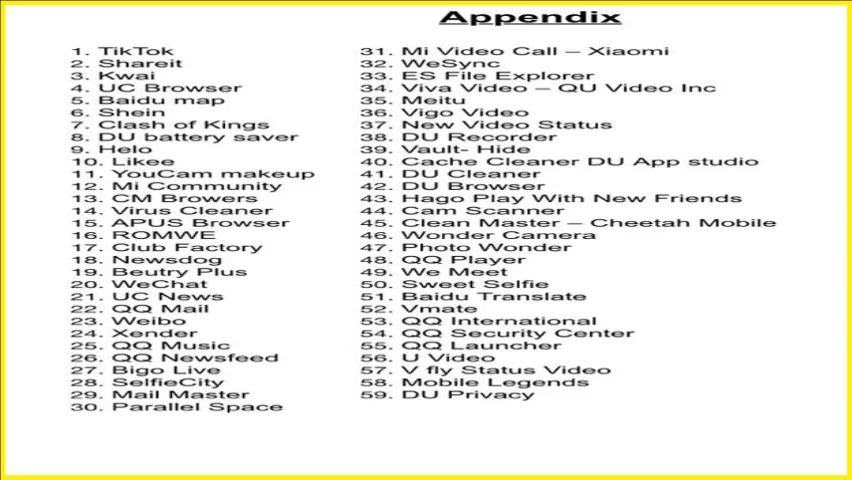 Appendix
1. TikTok
2. Shareit
3. Kwai
4. UC Browser
5. Baidu map
6. Shein
7. Clash of Kings
8. DU battery saver
9. Helo
10. Likee
11. YouCam makeup
12. Mi Community
13. CM Browers
14. Virus Cleaner
15. APUS Browser
16. ROMWE
17. Club Factory
18. Newsdog
19. Beutry Plus
20. WeChat
21. UC News
22. QQ Mail
23. Weibo
24. Xender
25. QQ Music
26. QQ Newsfeed
27. Bigo Live
28. SelfieCity
29. Mail Master
30. Parallel Space
31. Mi Video Call – Xiaomi
32. WeSync
33. ES File Explorer
34. Viva Video – QU Video Inc
35. Meitu
36. Vigo Video
37. New Video Status
38. DU Recorder
39. Vault- Hide
40. Cache Cleaner DU App studio
41. DU Cleaner
42. DU Browser
43. Hago Play With New Friends
44. Cam Scanner
45. Clean Master – Cheetah Mobile
46. Wonder Camera
47. Photo Wonder
48. QQ Player
49. We Meet
50. Sweet Selfie
51. Baidu Translate
52. Vmate
53. QQ International
54. QQ Security Center
55. QQ Launcher
56. U Video
57. V fly Status Video
58. Mobile Legends
59. DU Privacy